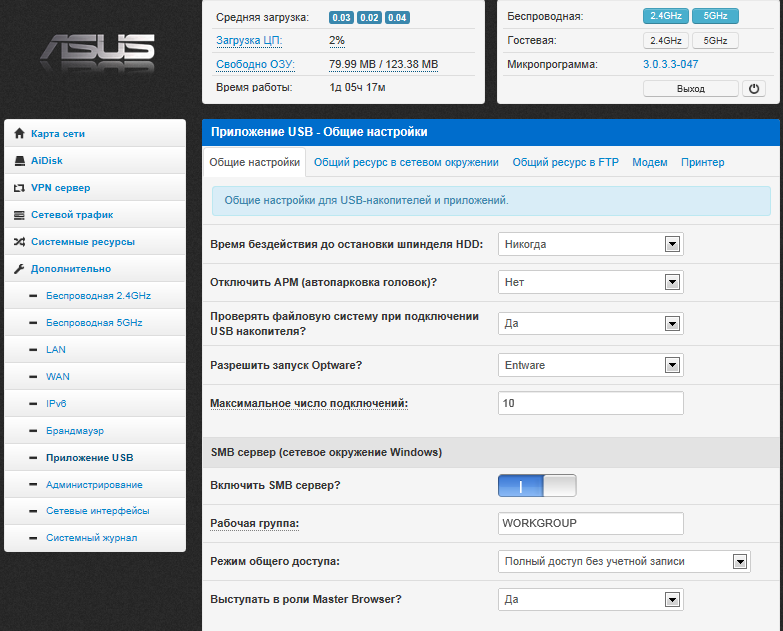 ASUS
Средняя загрузка: 0.03 0.02 0.04
Загрузка ЦП: 2%
Свободно ОЗУ: 79.99 MB / 123.38 MB
Время работы: 1д 05ч 17м
Беспроводная: 2.4GHz 5GHz
Гостевая: 2.4GHz 5GHz
Микропрограмма: 3.0.3.3-047
Выход
Карта сети
AiDisk
VPN сервер
Сетевой трафик
Системные ресурсы
Дополнительно
Беспроводная 2.4GHz
Беспроводная 5GHz
LAN
WAN
IPv6
Брандмауэр
Приложение USB
Администрирование
Сетевые интерфейсы
Системный журнал
Приложение USB - Общие настройки
Общие настройки Общий ресурс в сетевом окружении Общий ресурс в FTP Модем Принтер
Общие настройки для USB-накопителей и приложений.
Время бездействия до остановки шпинделя HDD: Никогда
Отключить APM (автопарковка головок)? Нет
Проверять файловую систему при подключении
USB накопителя? Да
Разрешить запуск Optware? Entware
Максимальное число подключений: 10
SMB сервер (сетевое окружение Windows)
Включить SMB сервер?
Рабочая группа: WORKGROUP
Режим общего доступа: Полный доступ без учетной записи
Выступать в роли Master Browser? Да